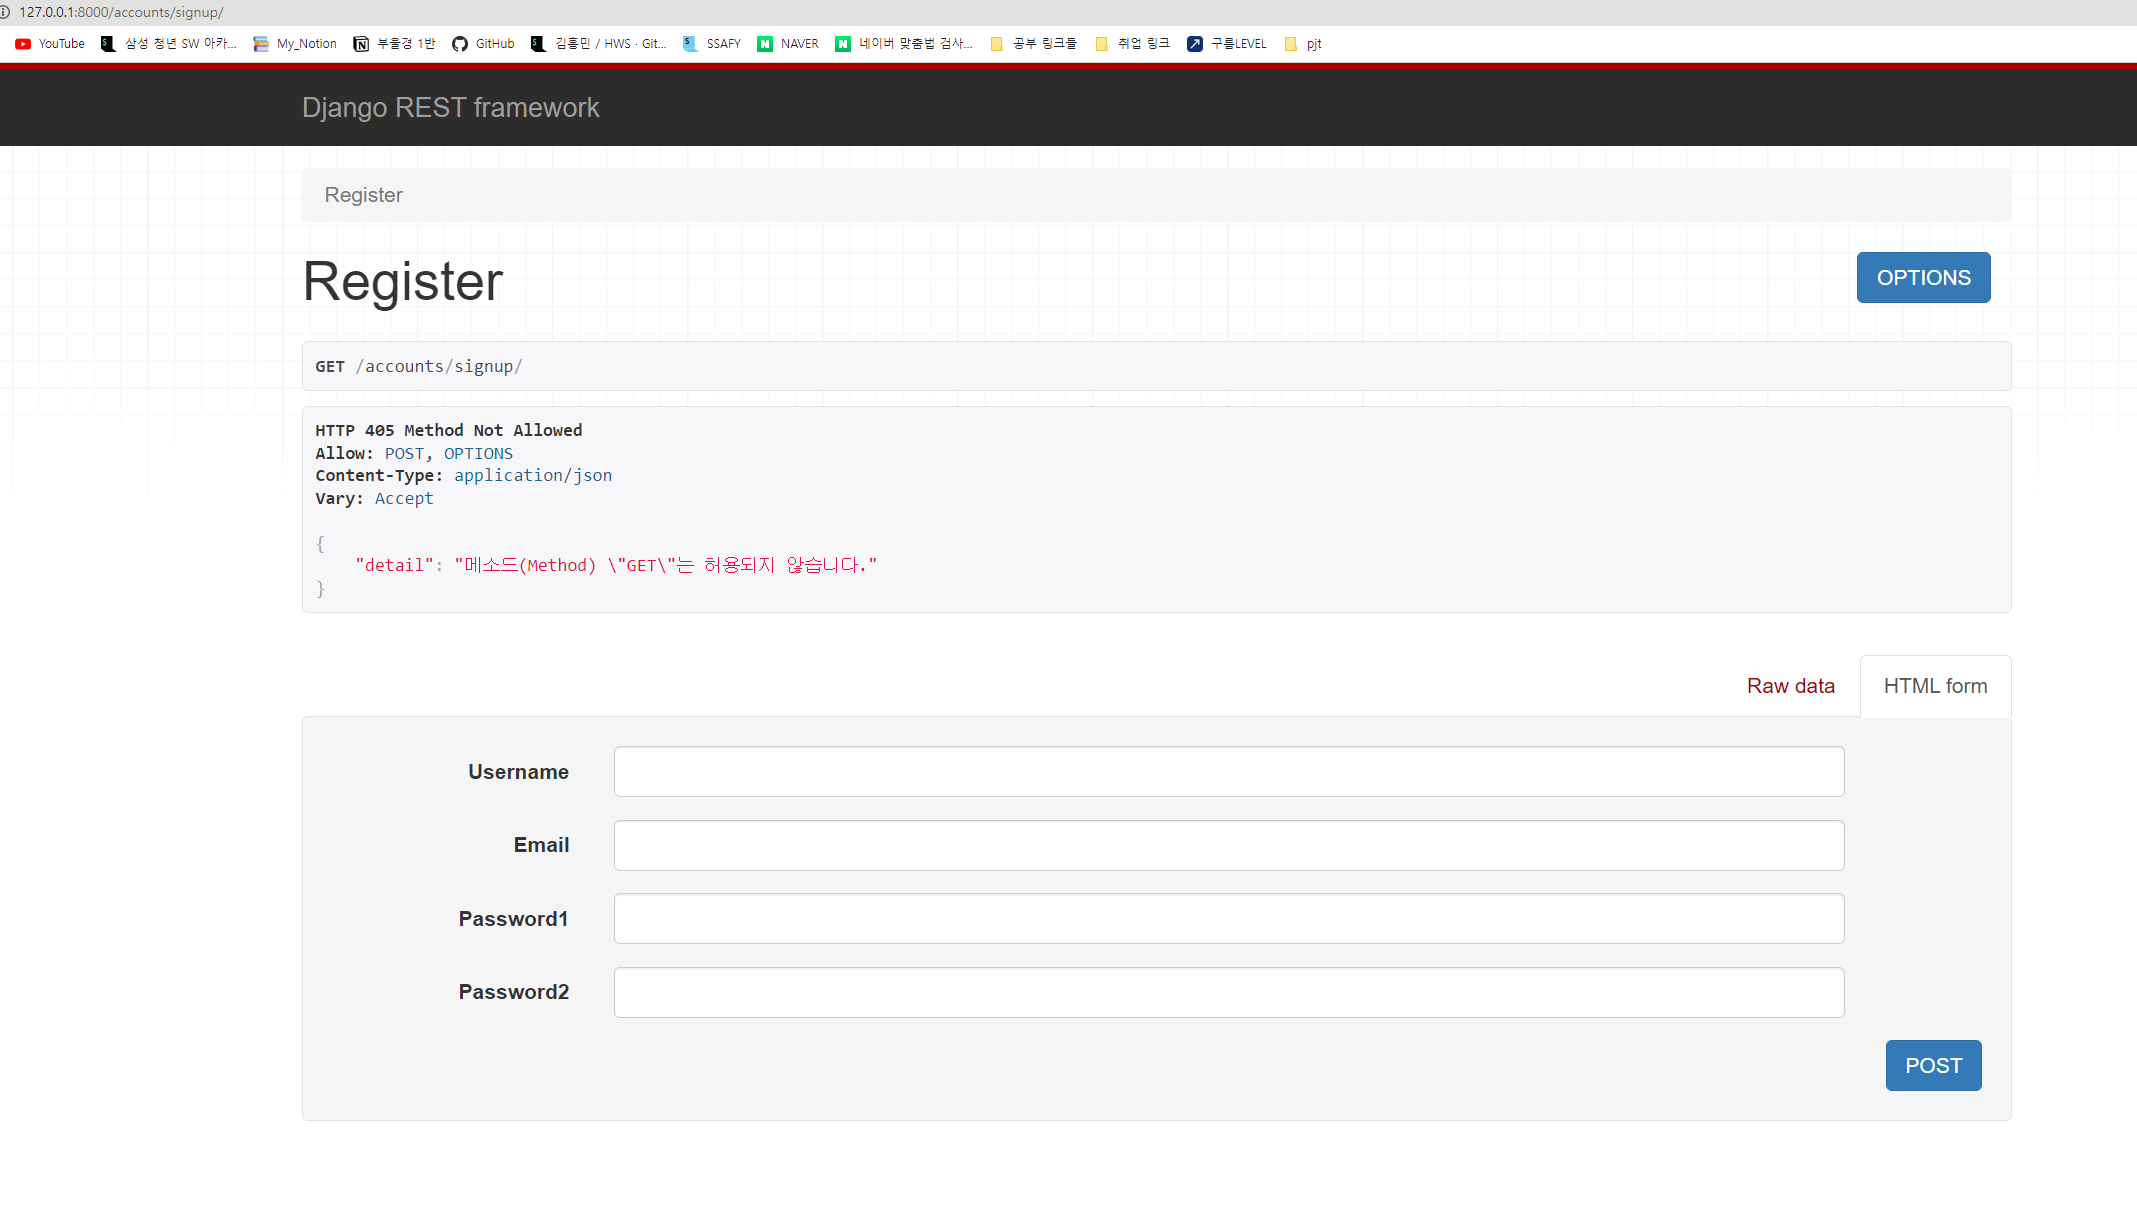 127.0.0.1:8000/accounts/signup/
YouTube 삼성 청년 SW 아카... My_Notion 부울경 1반 GitHub 김홍민 / HWS · Git... SSAFY NAVER 네이버 맞춤법 검사... 공부 링크들 취업 링크 구름LEVEL pjt
Django REST framework
Register
Register
OPTIONS
GET /accounts/signup/
HTTP 405 Method Not Allowed
Allow: POST, OPTIONS
Content-Type: application/json
Vary: Accept
{
"detail": "메소드(Method) \"GET\"는 허용되지 않습니다."
}
Raw data HTML form
Username
Email
Password1
Password2
POST